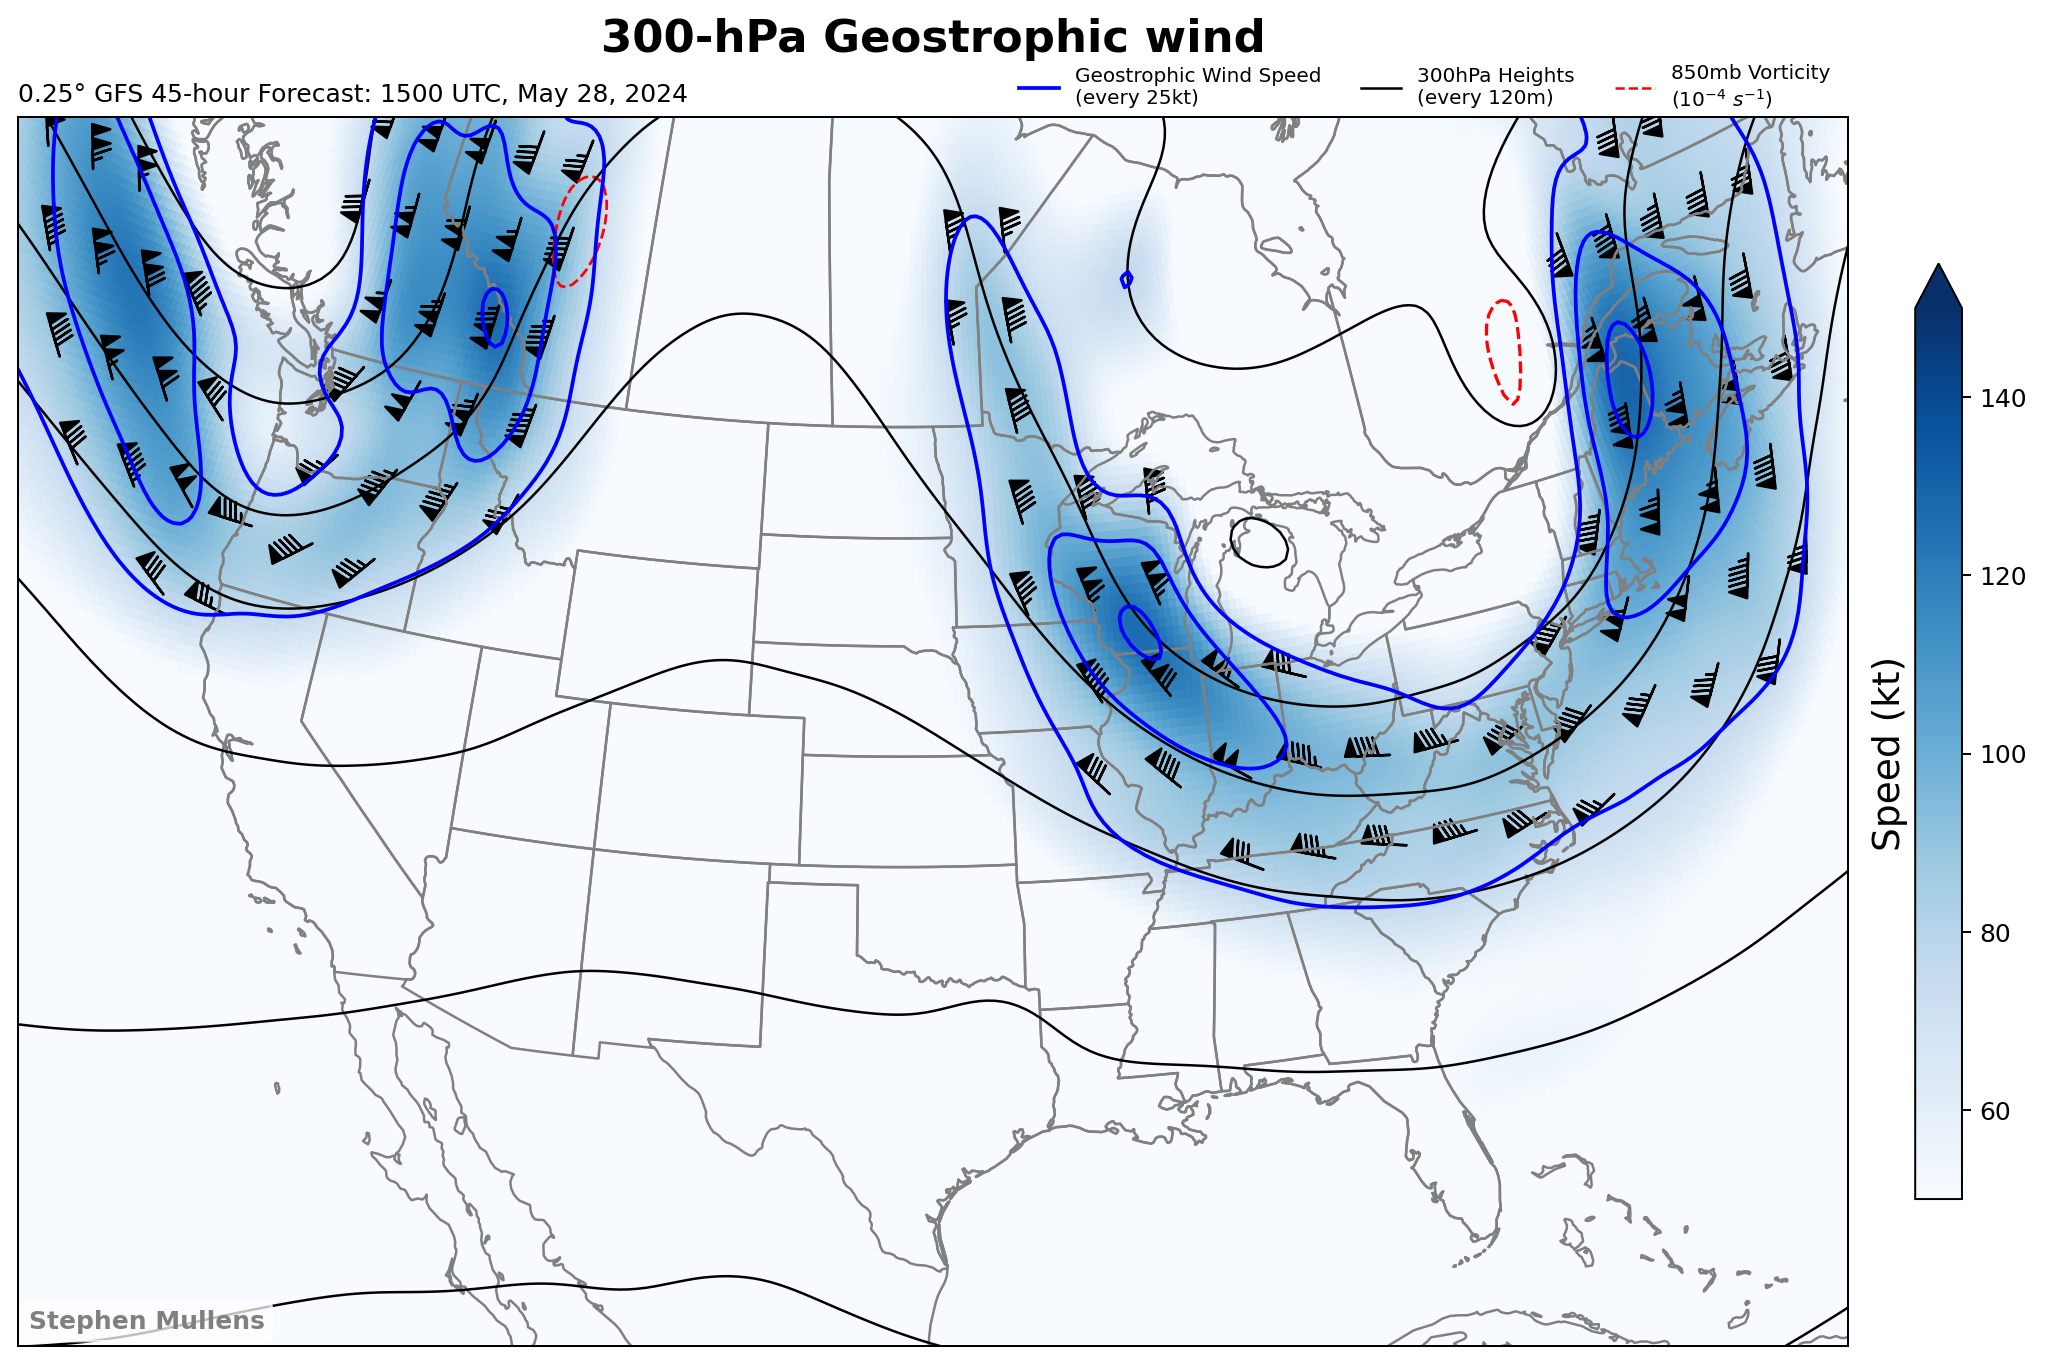 300-hPa Geostrophic wind
0.25° GFS 45-hour Forecast: 1500 UTC, May 28, 2024
Geostrophic Wind Speed
(every 25kt)
300hPa Heights
(every 120m)
850mb Vorticity
(10⁻⁴ s⁻¹)
140
120
100
80
60
Speed (kt)
Stephen Mullens